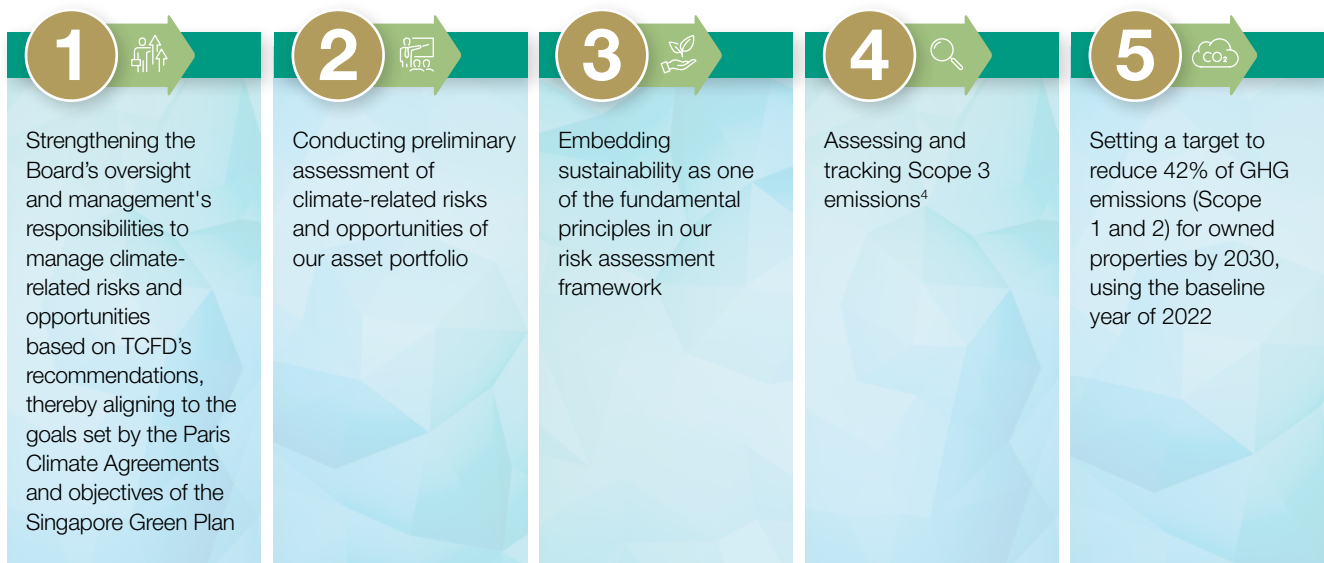 1
Strengthening the
Board’s oversight
and management's
responsibilities to
manage climate-
related risks and
opportunities
based on TCFD’s
recommendations,
thereby aligning to the
goals set by the Paris
Climate Agreements
and objectives of the
Singapore Green Plan
2
Conducting preliminary
assessment of
climate-related risks
and opportunities of
our asset portfolio
3
Embedding
sustainability as one
of the fundamental
principles in our
risk assessment
framework
4
Assessing and
tracking Scope 3
emissions⁴
5
CO₂
Setting a target to
reduce 42% of GHG
emissions (Scope
1 and 2) for owned
properties by 2030,
using the baseline
year of 2022